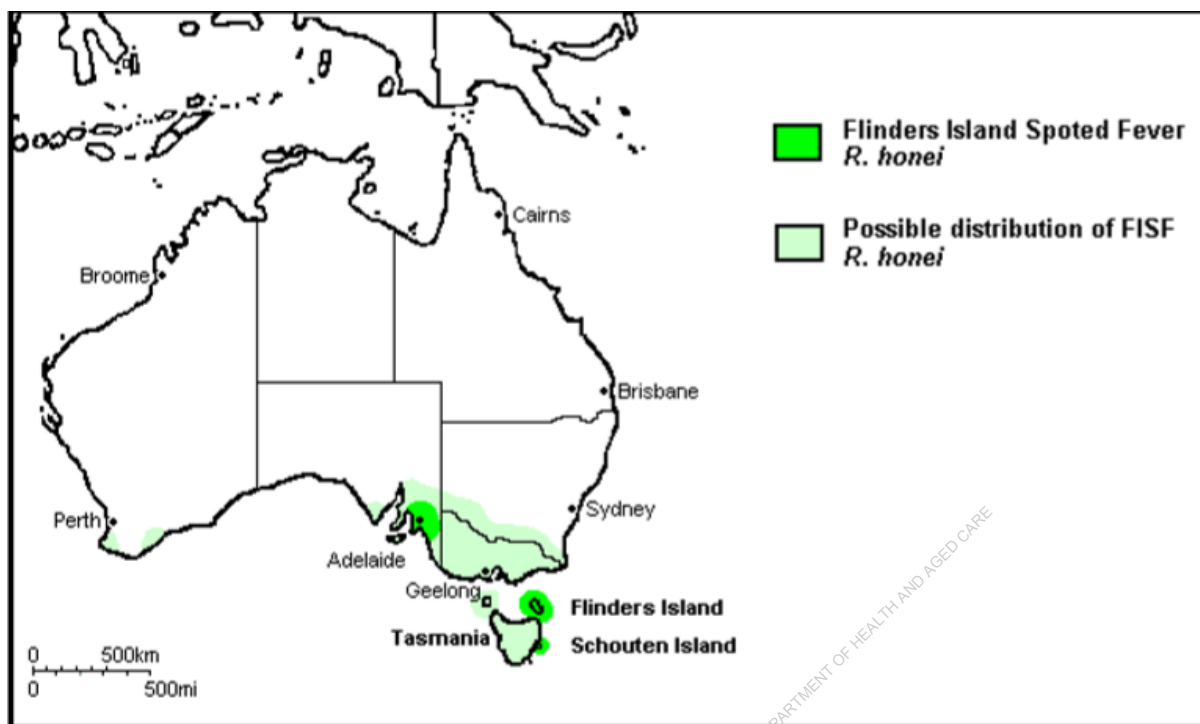 Flinders Island Spoted Fever
R. honei
Possible distribution of FISF
R. honei
Cairns
Broome
Brisbane
Perth
Sydney
Adelaide
Geelong
Flinders Island
Tasmania
Schouten Island
0 500km
0 500mi
PARTMENT OF HEALTH AND AGED CARE